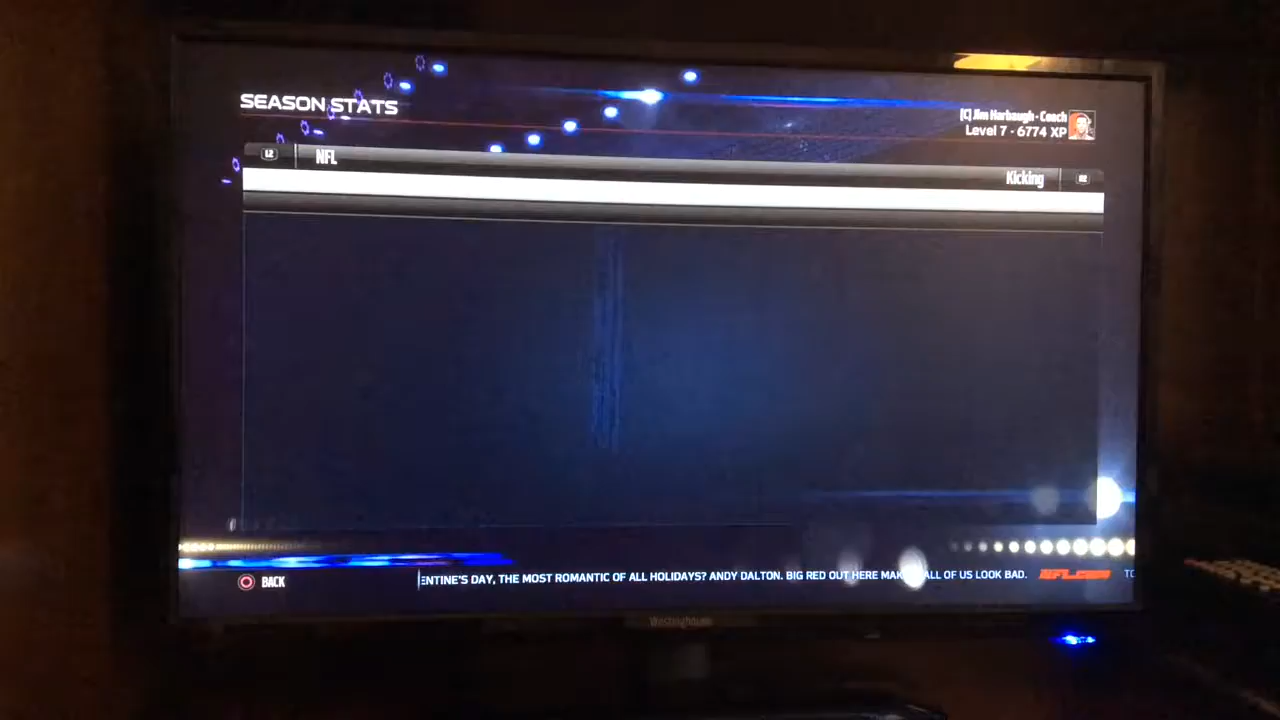 SEASON STATS
[C] Jim Harbaugh - Coach
Level 7 - 6774 XP
L2 NFL
Kicking R2
BACK
ENTINE'S DAY, THE MOST ROMANTIC OF ALL HOLIDAYS? ANDY DALTON. BIG RED OUT HERE MAK ALL OF US LOOK BAD. NFL.com TO
Westinghouse